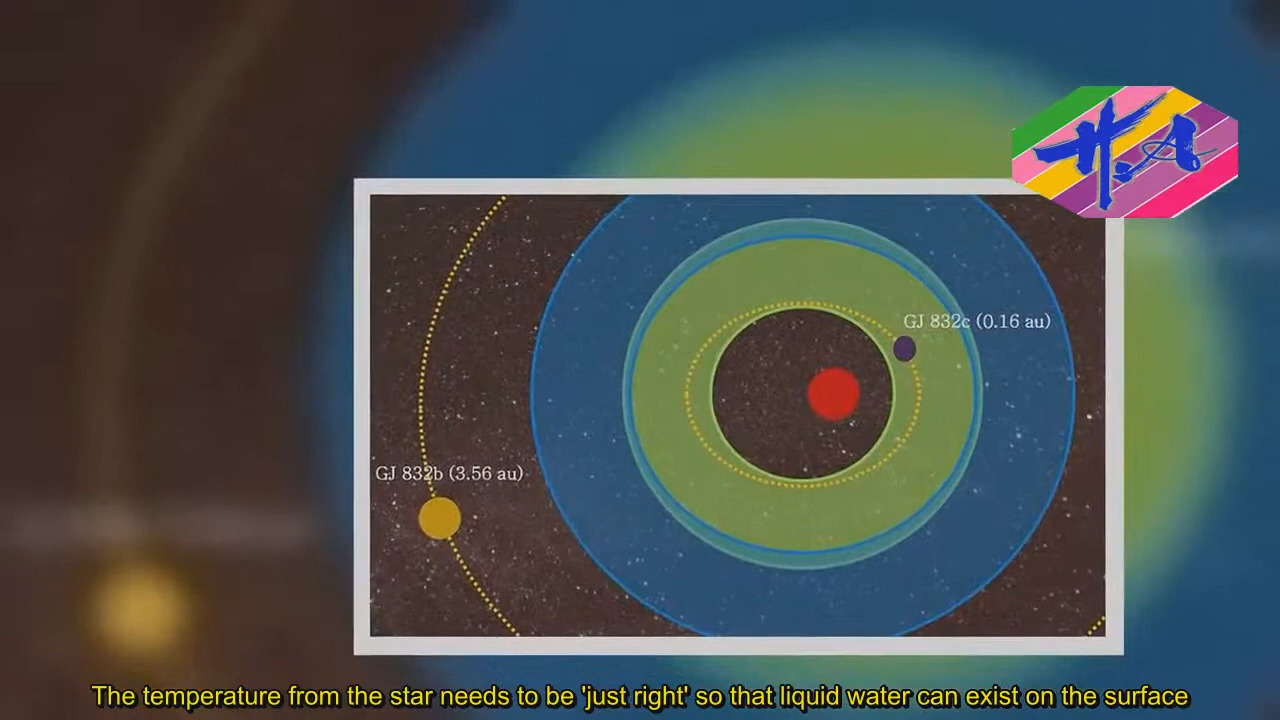 GJ 832c (0.16 au)
GJ 832b (3.56 au)
The temperature from the star needs to be 'just right' so that liquid water can exist on the surface